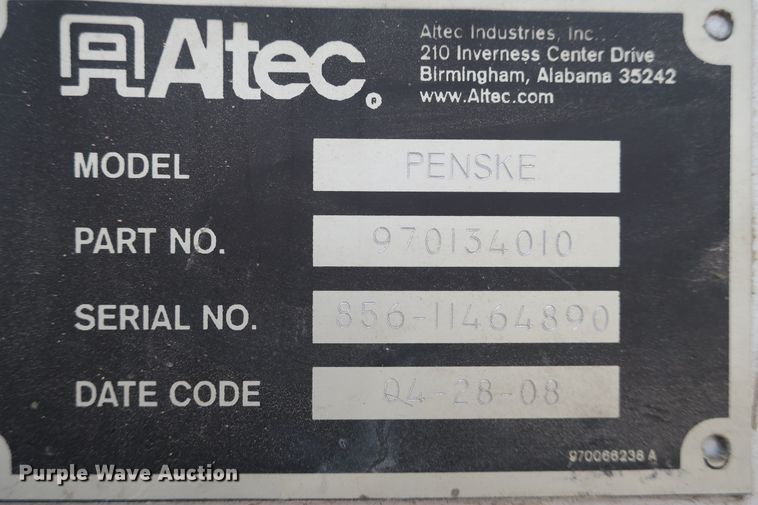 Altec®
Altec Industries, Inc.
210 Inverness Center Drive
Birmingham, Alabama 35242
www.Altec.com
MODEL PENSKE
PART NO. 970134010
SERIAL NO. 856-11464890
DATE CODE 04-28-08
970066238 A
Purple Wave Auction